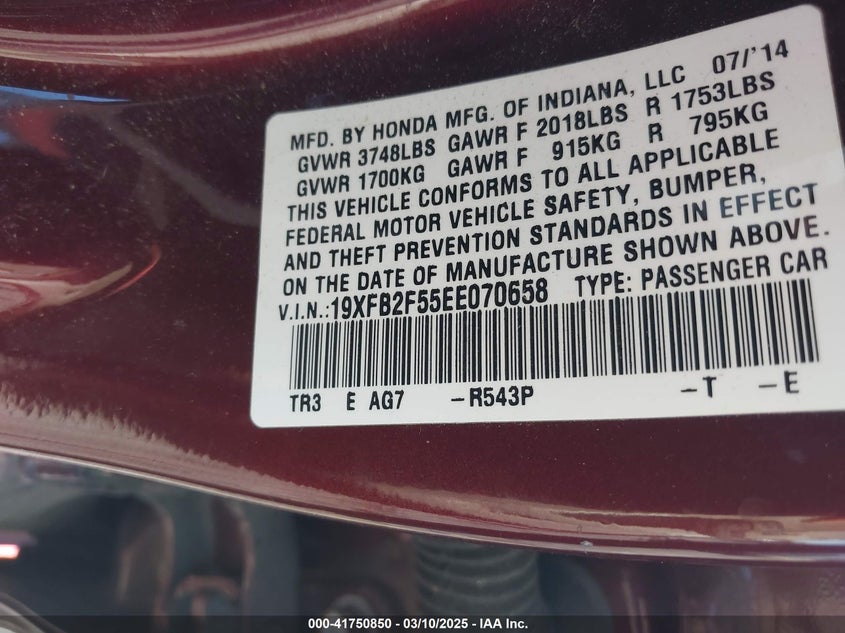 MFD. BY HONDA MFG. OF INDIANA, LLC 07/'14
GVWR 3748LBS GAWR F 2018LBS R 1753LBS
GVWR 1700KG GAWR F 915KG R 795KG
THIS VEHICLE CONFORMS TO ALL APPLICABLE
FEDERAL MOTOR VEHICLE SAFETY, BUMPER,
AND THEFT PREVENTION STANDARDS IN EFFECT
ON THE DATE OF MANUFACTURE SHOWN ABOVE.
V.I.N.:19XFB2F55EE070658 TYPE: PASSENGER CAR
TR3 E AG7 -R543P -T -E
000-41750850 — 03/10/2025 — IAA Inc.